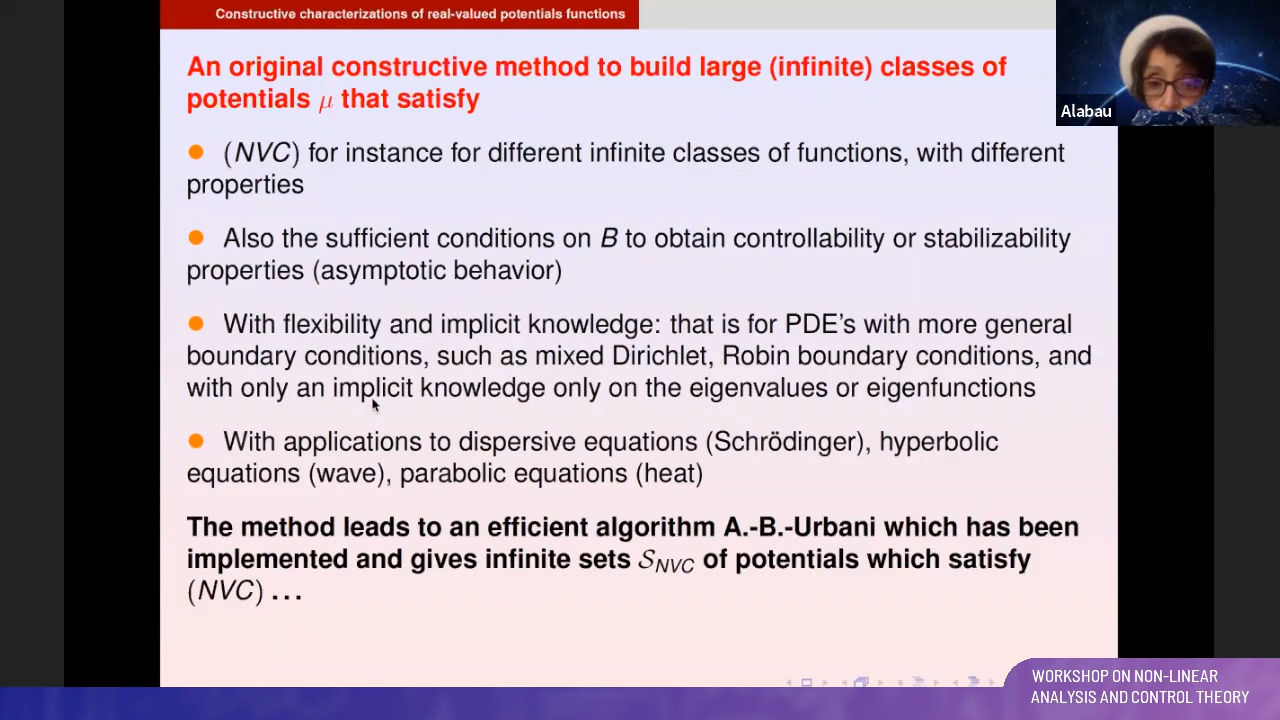 Constructive characterizations of real-valued potentials functions
An original constructive method to build large (infinite) classes of
potentials μ that satisfy
(NVC) for instance for different infinite classes of functions, with different
properties
Also the sufficient conditions on B to obtain controllability or stabilizability
properties (asymptotic behavior)
With flexibility and implicit knowledge: that is for PDE's with more general
boundary conditions, such as mixed Dirichlet, Robin boundary conditions, and
with only an implicit knowledge only on the eigenvalues or eigenfunctions
With applications to dispersive equations (Schrödinger), hyperbolic
equations (wave), parabolic equations (heat)
The method leads to an efficient algorithm A.-B.-Urbani which has been
implemented and gives infinite sets S_NVC of potentials which satisfy
(NVC) ...
Alabau
WORKSHOP ON NON-LINEAR
ANALYSIS AND CONTROL THEORY